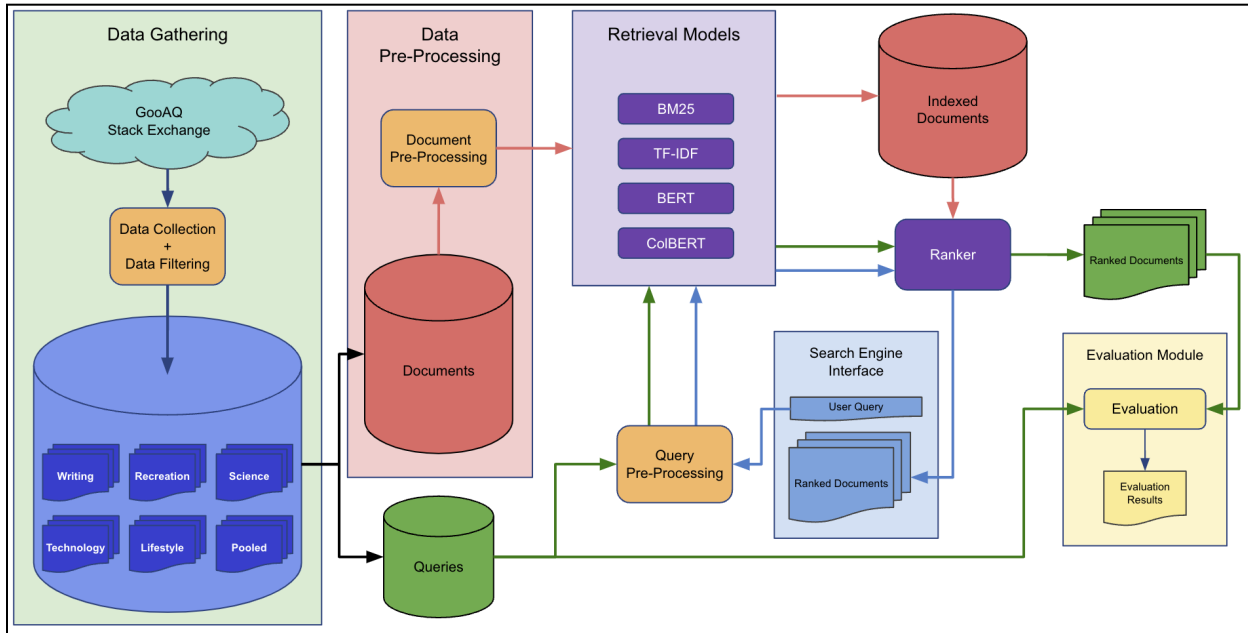 Data Gathering
GooAQ
Stack Exchange
Data Collection
+
Data Filtering
Writing
Recreation
Science
Technology
Lifestyle
Pooled
Data
Pre-Processing
Document
Pre-Processing
Documents
Queries
Retrieval Models
BM25
TF-IDF
BERT
ColBERT
Query
Pre-Processing
Indexed
Documents
Ranker
Ranked Documents
Search Engine
Interface
User Query
Ranked Documents
Evaluation Module
Evaluation
Evaluation
Results